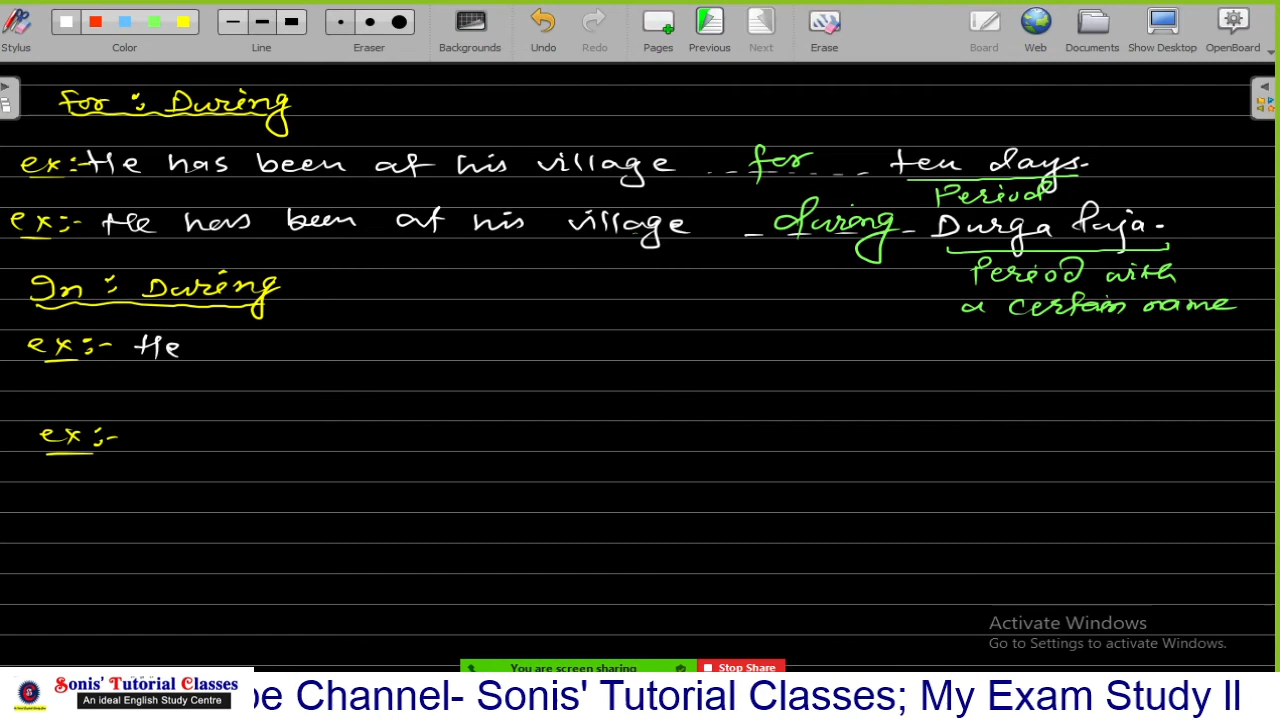 Stylus Color Line Eraser Backgrounds Undo Redo Pages Previous Next Erase Board Web Documents Show Desktop OpenBoard
For : During
ex:- He has been at his village ........ for ........ ten days.
Period
ex:- He has been at his village _ during _ Durga Puja.
Period with
a certain name
In : During
ex:- He
ex:-
Activate Windows
Go to Settings to activate Windows.
You are screen sharing Stop Share
Sonis' Tutorial Classes
An ideal English Study Centre
be Channel- Sonis' Tutorial Classes; My Exam Study ll